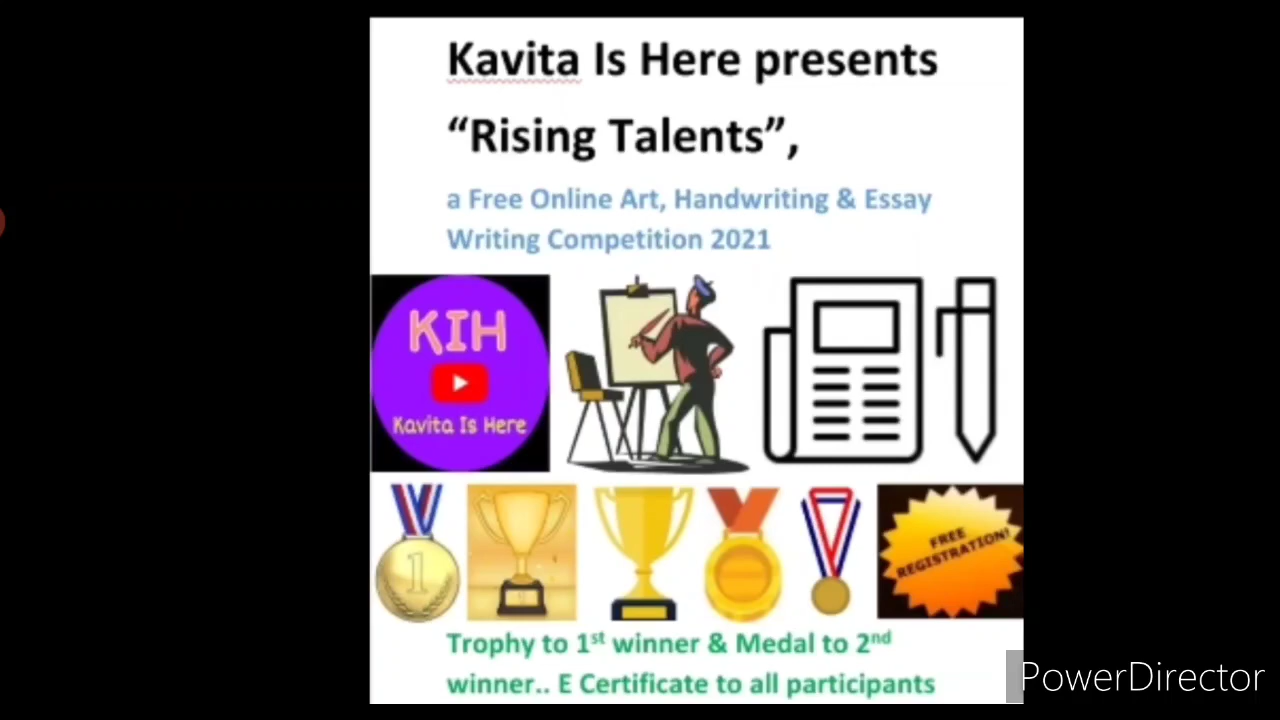 Kavita Is Here presents
“Rising Talents”,
a Free Online Art, Handwriting & Essay
Writing Competition 2021
KIH
Kavita Is Here
1
FREE
REGISTRATION!
Trophy to 1st winner & Medal to 2nd
winner.. E Certificate to all participants
PowerDirector